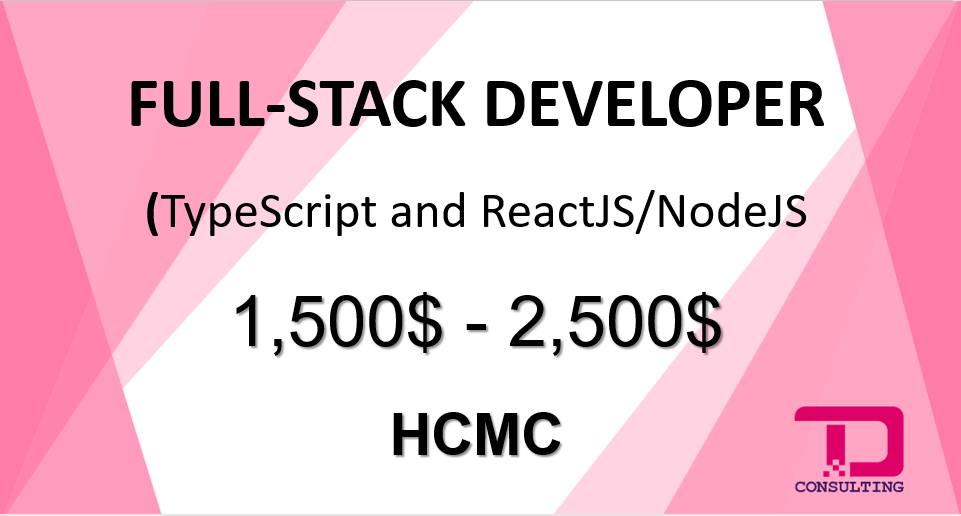 FULL-STACK DEVELOPER
(TypeScript and ReactJS/NodeJS
1,500$ - 2,500$
HCMC
TD
CONSULTING